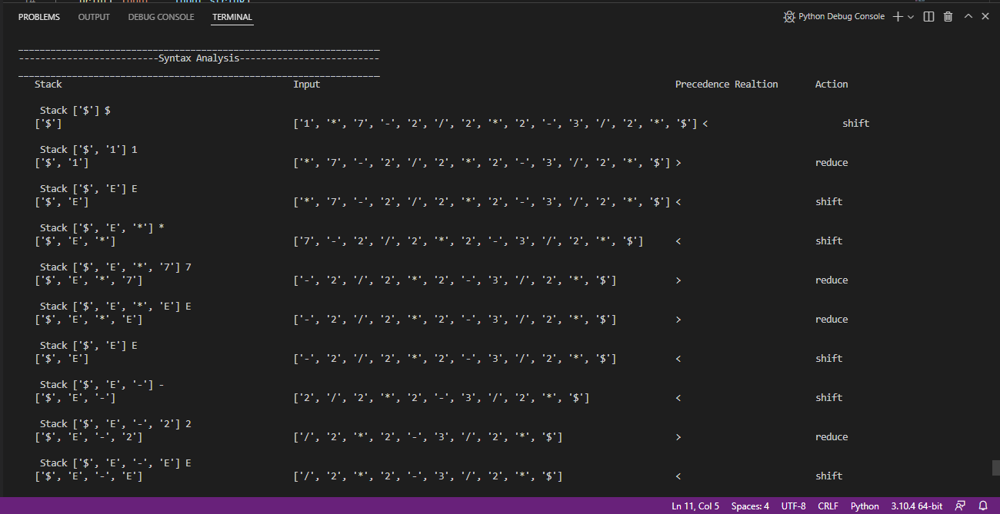 PROBLEMS OUTPUT DEBUG CONSOLE TERMINAL Python Debug Console
--------------------------Syntax Analysis--------------------------
Stack Input Precedence Realtion Action
Stack ['$'] $
['$'] ['1', '*', '7', '-', '2', '/', '2', '*', '2', '-', '3', '/', '2', '*', '$'] < shift
Stack ['$', '1'] 1
['$', '1'] ['*', '7', '-', '2', '/', '2', '*', '2', '-', '3', '/', '2', '*', '$'] > reduce
Stack ['$', 'E'] E
['$', 'E'] ['*', '7', '-', '2', '/', '2', '*', '2', '-', '3', '/', '2', '*', '$'] < shift
Stack ['$', 'E', '*'] *
['$', 'E', '*'] ['7', '-', '2', '/', '2', '*', '2', '-', '3', '/', '2', '*', '$'] < shift
Stack ['$', 'E', '*', '7'] 7
['$', 'E', '*', '7'] ['-', '2', '/', '2', '*', '2', '-', '3', '/', '2', '*', '$'] > reduce
Stack ['$', 'E', '*', 'E'] E
['$', 'E', '*', 'E'] ['-', '2', '/', '2', '*', '2', '-', '3', '/', '2', '*', '$'] > reduce
Stack ['$', 'E'] E
['$', 'E'] ['-', '2', '/', '2', '*', '2', '-', '3', '/', '2', '*', '$'] < shift
Stack ['$', 'E', '-'] -
['$', 'E', '-'] ['2', '/', '2', '*', '2', '-', '3', '/', '2', '*', '$'] < shift
Stack ['$', 'E', '-', '2'] 2
['$', 'E', '-', '2'] ['/', '2', '*', '2', '-', '3', '/', '2', '*', '$'] > reduce
Stack ['$', 'E', '-', 'E'] E
['$', 'E', '-', 'E'] ['/', '2', '*', '2', '-', '3', '/', '2', '*', '$'] < shift
Ln 11, Col 5 Spaces: 4 UTF-8 CRLF Python 3.10.4 64-bit